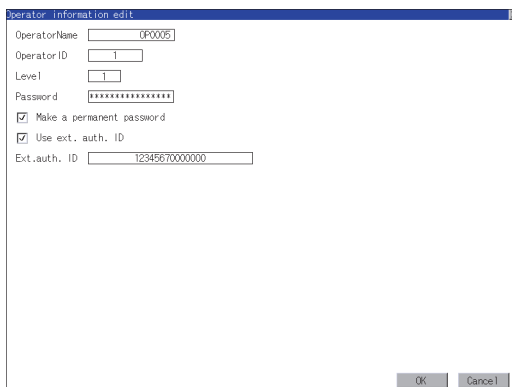 Operator information edit
OperatorName OP0005
OperatorID 1
Level 1
Password ****************
Make a permanent password
Use ext. auth. ID
Ext.auth. ID 12345670000000
OK Cancel